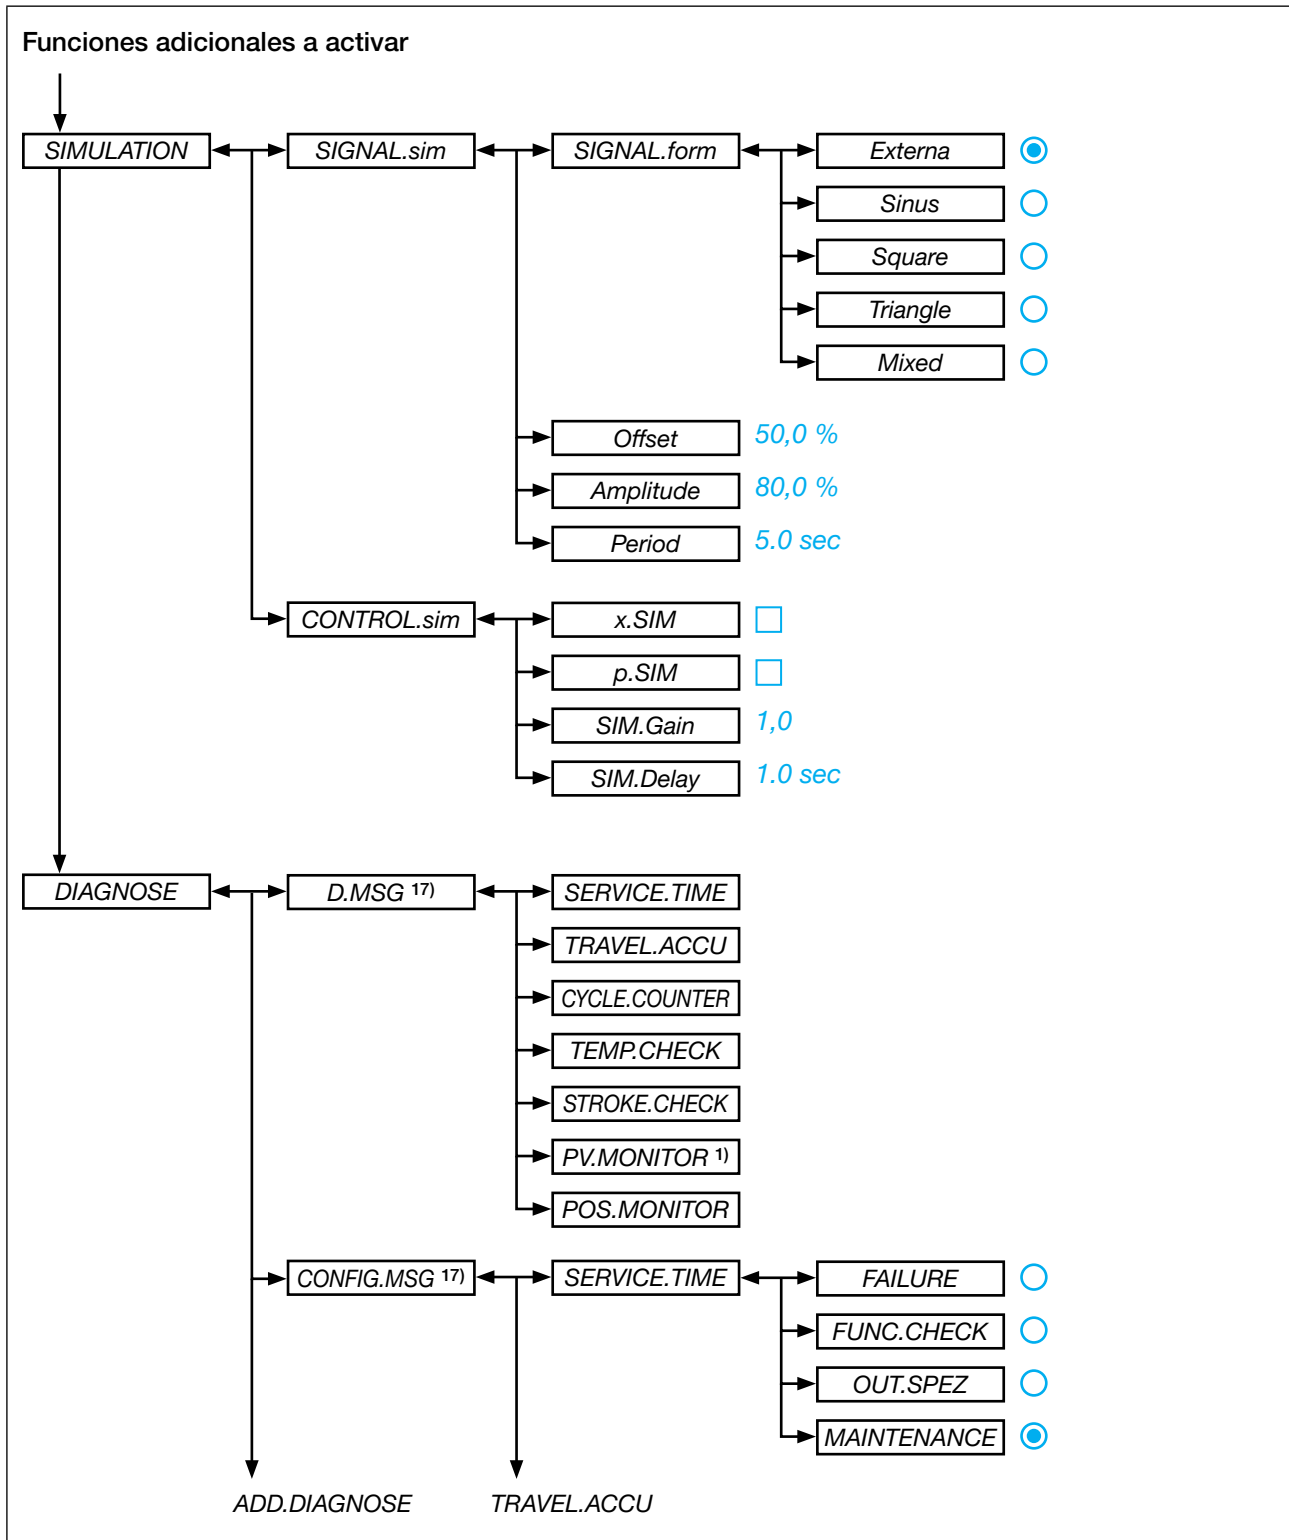 Funciones adicionales a activar
SIMULATION
SIGNAL.sim
SIGNAL.form
Externa
Sinus
Square
Triangle
Mixed
Offset
50,0 %
Amplitude
80,0 %
Period
5.0 sec
CONTROL.sim
x.SIM
p.SIM
SIM.Gain
1,0
SIM.Delay
1.0 sec
DIAGNOSE
D.MSG 17)
SERVICE.TIME
TRAVEL.ACCU
CYCLE.COUNTER
TEMP.CHECK
STROKE.CHECK
PV.MONITOR 1)
POS.MONITOR
CONFIG.MSG 17)
SERVICE.TIME
FAILURE
FUNC.CHECK
OUT.SPEZ
MAINTENANCE
ADD.DIAGNOSE
TRAVEL.ACCU